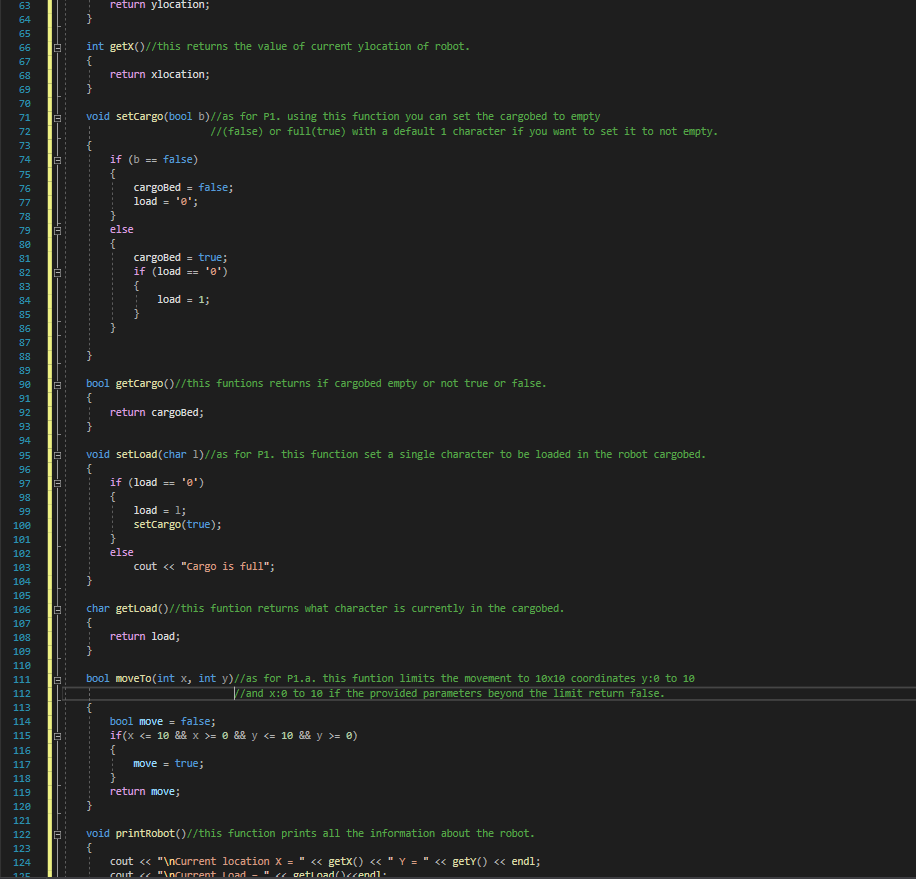 63 return ylocation;
64 }
65
66 int getX()//this returns the value of current ylocation of robot.
67 {
68 return xlocation;
69 }
70
71 void setCargo(bool b)//as for P1. using this function you can set the cargobed to empty
72 //(false) or full(true) with a default 1 character if you want to set it to not empty.
73 {
74 if (b == false)
75 {
76 cargoBed = false;
77 load = '0';
78 }
79 else
80 {
81 cargoBed = true;
82 if (load == '0')
83 {
84 load = 1;
85 }
86 }
87
88 }
89
90 bool getCargo()//this funtions returns if cargobed empty or not true or false.
91 {
92 return cargoBed;
93 }
94
95 void setLoad(char l)//as for P1. this function set a single character to be loaded in the robot cargobed.
96 {
97 if (load == '0')
98 {
99 load = l;
100 setCargo(true);
101 }
102 else
103 cout << "Cargo is full";
104 }
105
106 char getLoad()//this funtion returns what character is currently in the cargobed.
107 {
108 return load;
109 }
110
111 bool moveTo(int x, int y)//as for P1.a. this funtion limits the movement to 10x10 coordinates y:0 to 10
112 //and x:0 to 10 if the provided parameters beyond the limit return false.
113 {
114 bool move = false;
115 if(x <= 10 && x >= 0 && y <= 10 && y >= 0)
116 {
117 move = true;
118 }
119 return move;
120 }
121
122 void printRobot()//this function prints all the information about the robot.
123 {
124 cout << "\nCurrent location X = " << getX() << " Y = " << getY() << endl;
125 cout << "\nCurrent Load = " << getLoad()<<endl;